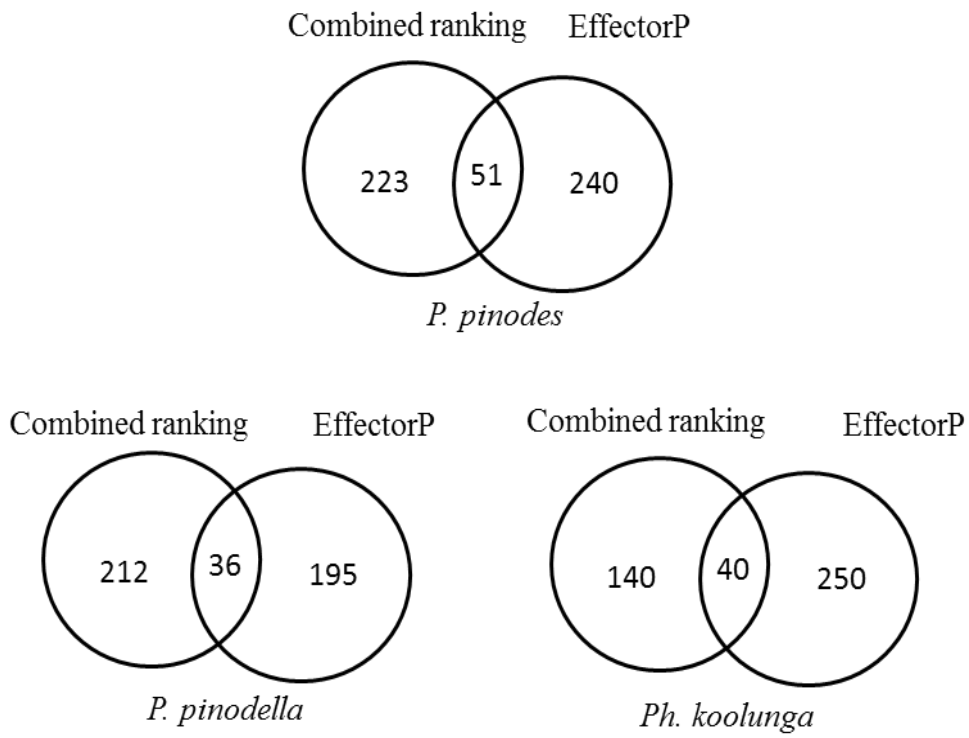 Combined ranking EffectorP
223 51 240
P. pinodes
Combined ranking EffectorP
212 36 195
P. pinodella
Combined ranking EffectorP
140 40 250
Ph. koolunga